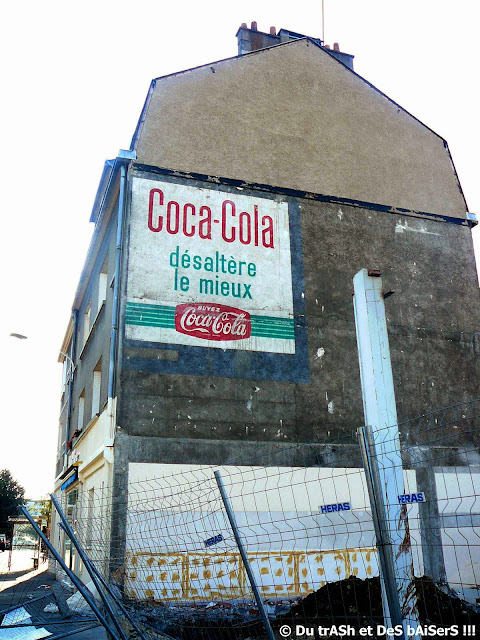 Coca-Cola
désaltère
le mieux
BUVEZ
Coca-Cola
HERAS
HERAS
HERAS
© Du trASh et DeS bAiSerS !!!